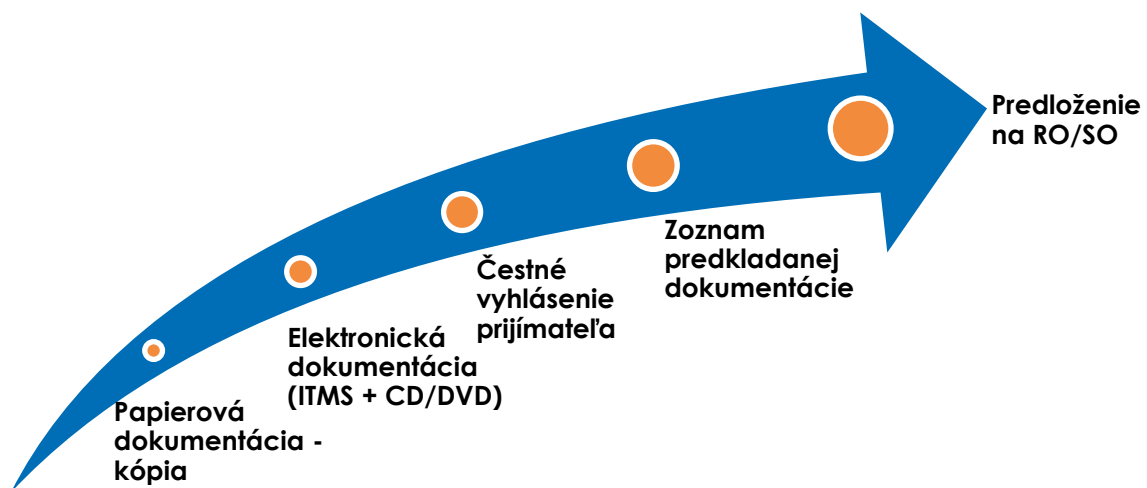 Papierová
dokumentácia -
kópia
Elektronická
dokumentácia
(ITMS + CD/DVD)
Čestné
vyhlásenie
prijímateľa
Zoznam
predkladanej
dokumentácie
Predloženie
na RO/SO